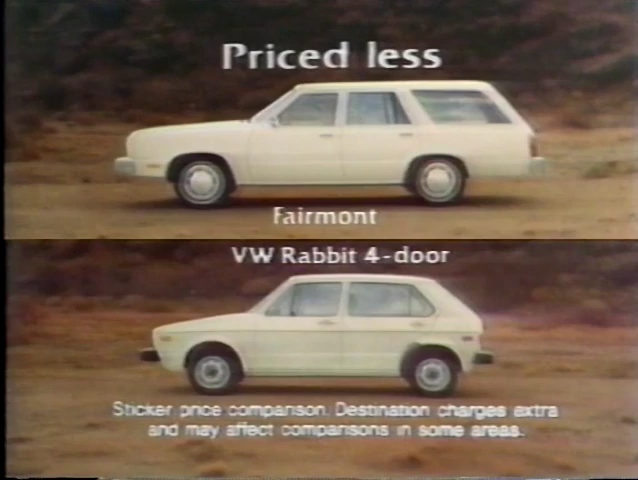 Priced less
Fairmont
VW Rabbit 4-door
Sticker price comparison. Destination charges extra
and may affect comparisons in some areas.